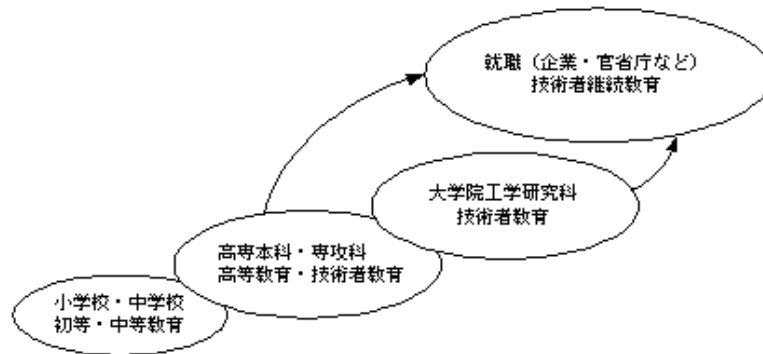 就職（企業・官省庁など）
技術者継続教育
大学院工学研究科
技術者教育
高専本科・専攻科
高等教育・技術者教育
小学校・中学校
初等・中等教育